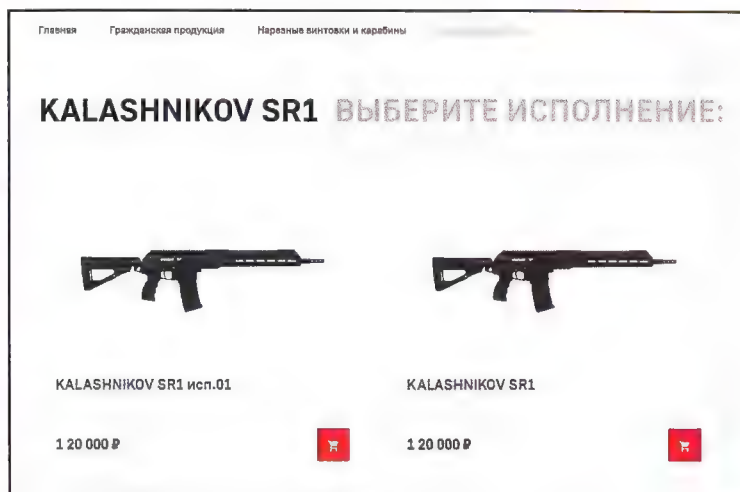 Главная Гражданская продукция Нарезные винтовки и карабины
KALASHNIKOV SR1 ВЫБЕРИТЕ ИСПОЛНЕНИЕ:
KALASHNIKOV SR1 исп.01 KALASHNIKOV SR1
1 20 000 ₽ 1 20 000 ₽